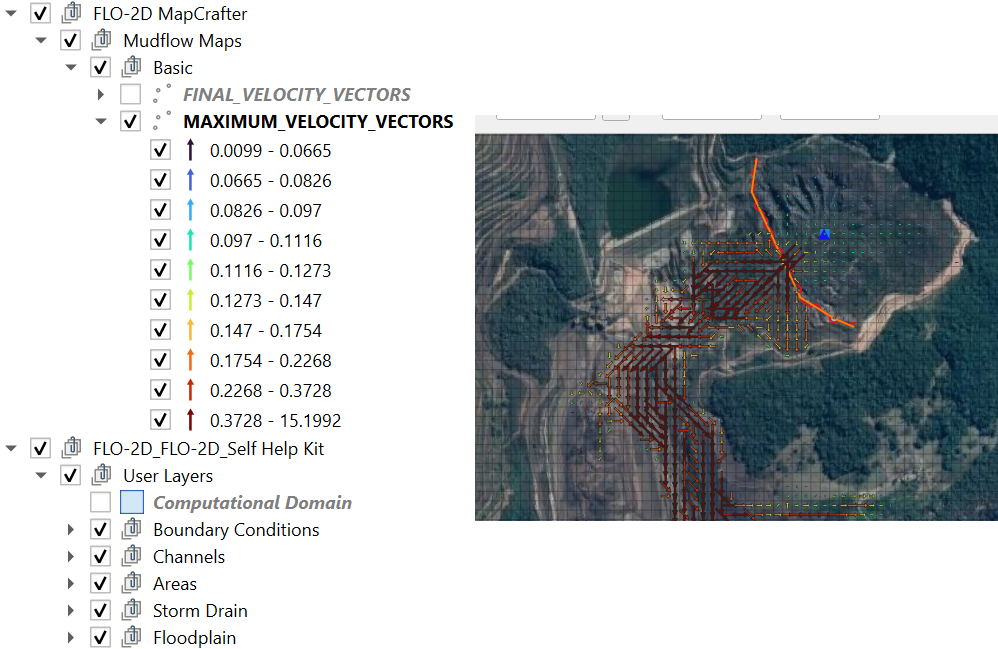 FLO-2D MapCrafter
Mudflow Maps
Basic
FINAL_VELOCITY_VECTORS
MAXIMUM_VELOCITY_VECTORS
0.0099 - 0.0665
0.0665 - 0.0826
0.0826 - 0.097
0.097 - 0.1116
0.1116 - 0.1273
0.1273 - 0.147
0.147 - 0.1754
0.1754 - 0.2268
0.2268 - 0.3728
0.3728 - 15.1992
FLO-2D_FLO-2D_Self Help Kit
User Layers
Computational Domain
Boundary Conditions
Channels
Areas
Storm Drain
Floodplain